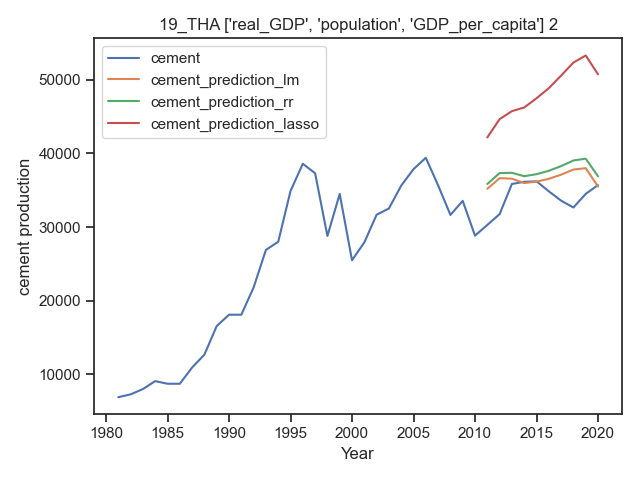 19_THA ['real_GDP', 'population', 'GDP_per_capita'] 2
cement
cement_prediction_lm
cement_prediction_rr
cement_prediction_lasso
cement production
50000
40000
30000
20000
10000
1980 1985 1990 1995 2000 2005 2010 2015 2020
Year